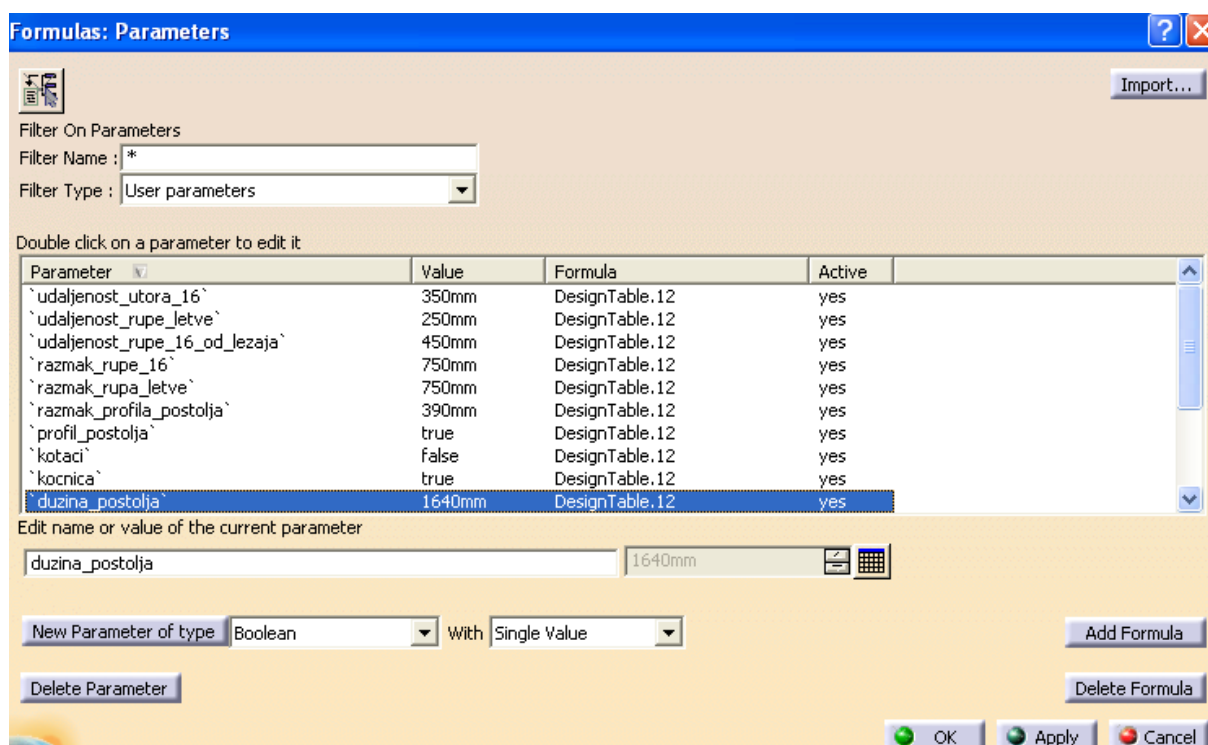 Formulas: Parameters
Import...
Filter On Parameters
Filter Name : *
Filter Type : User parameters
Double click on a parameter to edit it
Parameter Value Formula Active
`udaljenost_utora_16` 350mm DesignTable.12 yes
`udaljenost_rupe_letve` 250mm DesignTable.12 yes
`udaljenost_rupe_16_od_lezaja` 450mm DesignTable.12 yes
`razmak_rupe_16` 750mm DesignTable.12 yes
`razmak_rupa_letve` 750mm DesignTable.12 yes
`razmak_profila_postolja` 390mm DesignTable.12 yes
`profil_postolja` true DesignTable.12 yes
`kotaci` false DesignTable.12 yes
`kocnica` true DesignTable.12 yes
`duzina_postolja` 1640mm DesignTable.12 yes
Edit name or value of the current parameter
duzina_postolja 1640mm
New Parameter of type Boolean With Single Value Add Formula
Delete Parameter Delete Formula
OK Apply Cancel